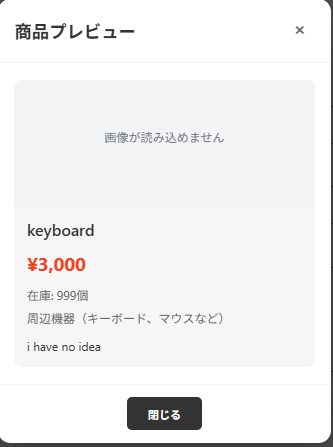 商品プレビュー
×
画像が読み込めません
keyboard
¥3,000
在庫: 999個
周辺機器（キーボード、マウスなど）
i have no idea
閉じる